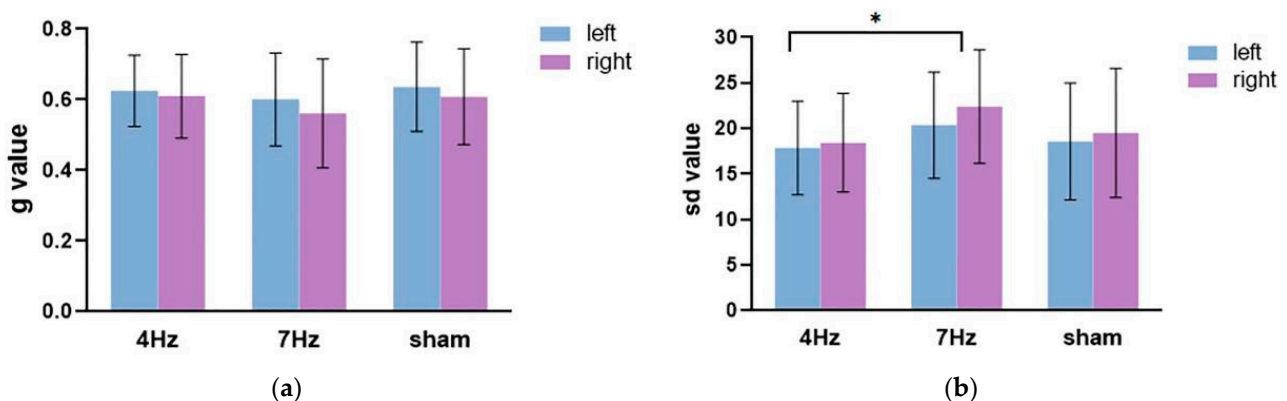 0.8
0.6
0.4
0.2
0.0
g value
4Hz
7Hz
sham
left
right
(a)
*
30
25
20
15
10
5
0
sd value
4Hz
7Hz
sham
left
right
(b)